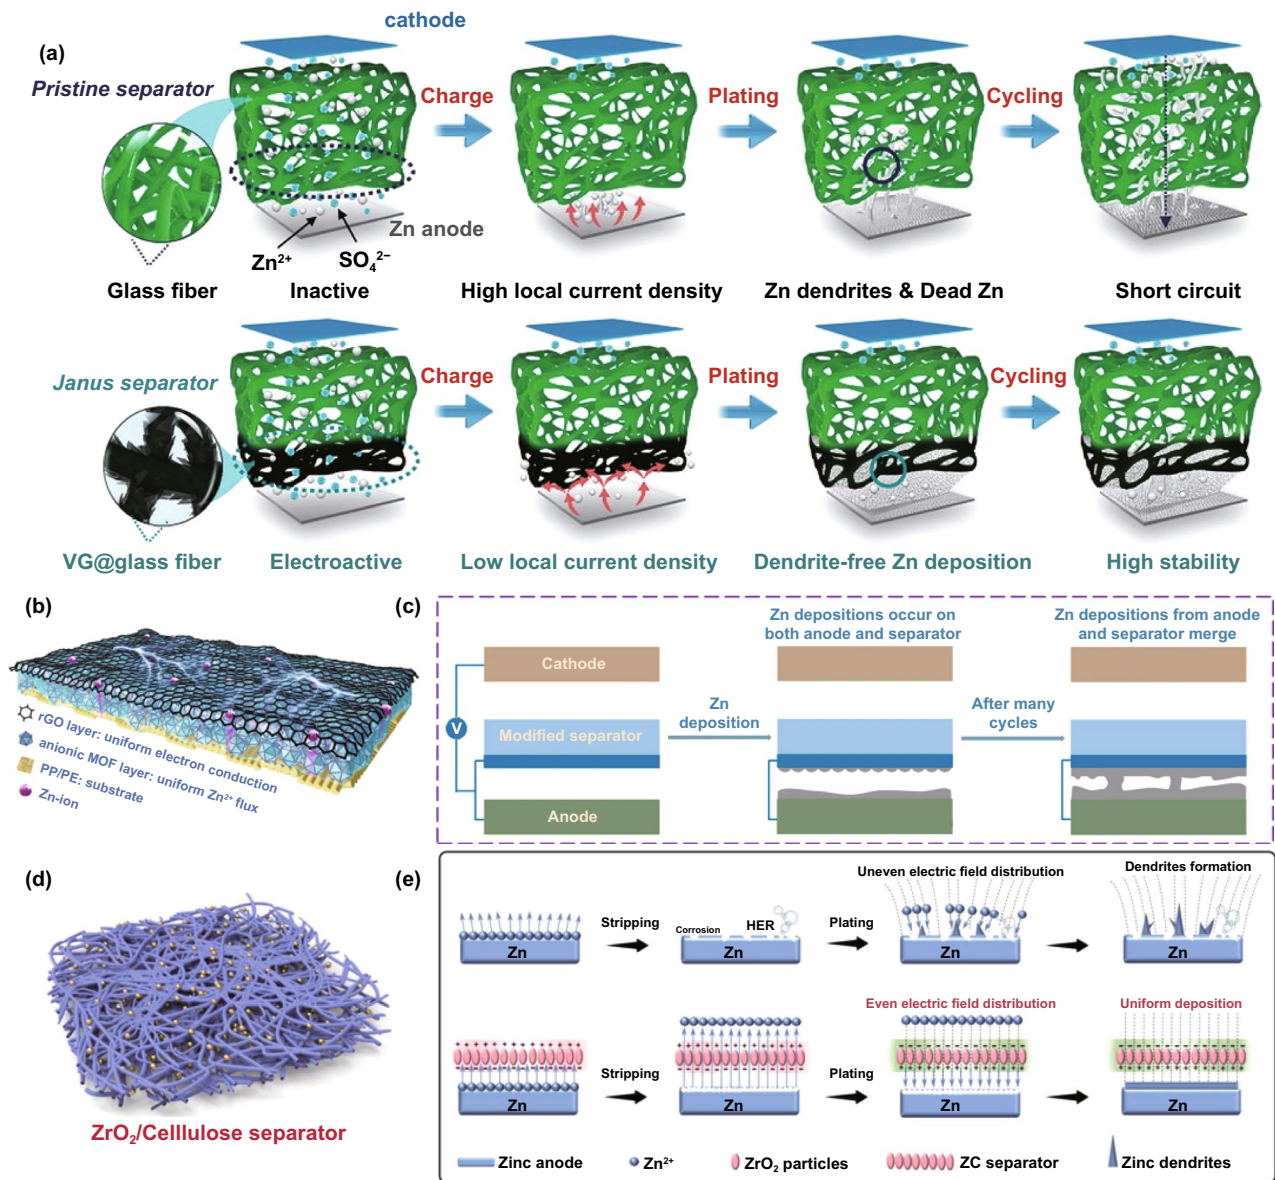 (a)
cathode
Pristine separator
Charge
Plating
Cycling
Zn anode
Zn²⁺
SO₄²⁻
Glass fiber
Inactive
High local current density
Zn dendrites & Dead Zn
Short circuit
Janus separator
Charge
Plating
Cycling
VG@glass fiber
Electroactive
Low local current density
Dendrite-free Zn deposition
High stability
(b)
rGO layer: uniform electron conduction
anionic MOF layer: uniform Zn²⁺ flux
PP/PE: substrate
Zn-ion
(c)
Zn depositions occur on
both anode and separator
Zn depositions from anode
and separator merge
Cathode
V
Zn
deposition
After many
cycles
Modified separator
Anode
(d)
ZrO₂/Celllulose separator
(e)
Uneven electric field distribution
Dendrites formation
Stripping
Corrosion
HER
Plating
Zn
Zn
Zn
Zn
Even electric field distribution
Uniform deposition
Stripping
Plating
Zn
Zn
Zn
Zn
Zinc anode
Zn²⁺
ZrO₂ particles
ZC separator
Zinc dendrites